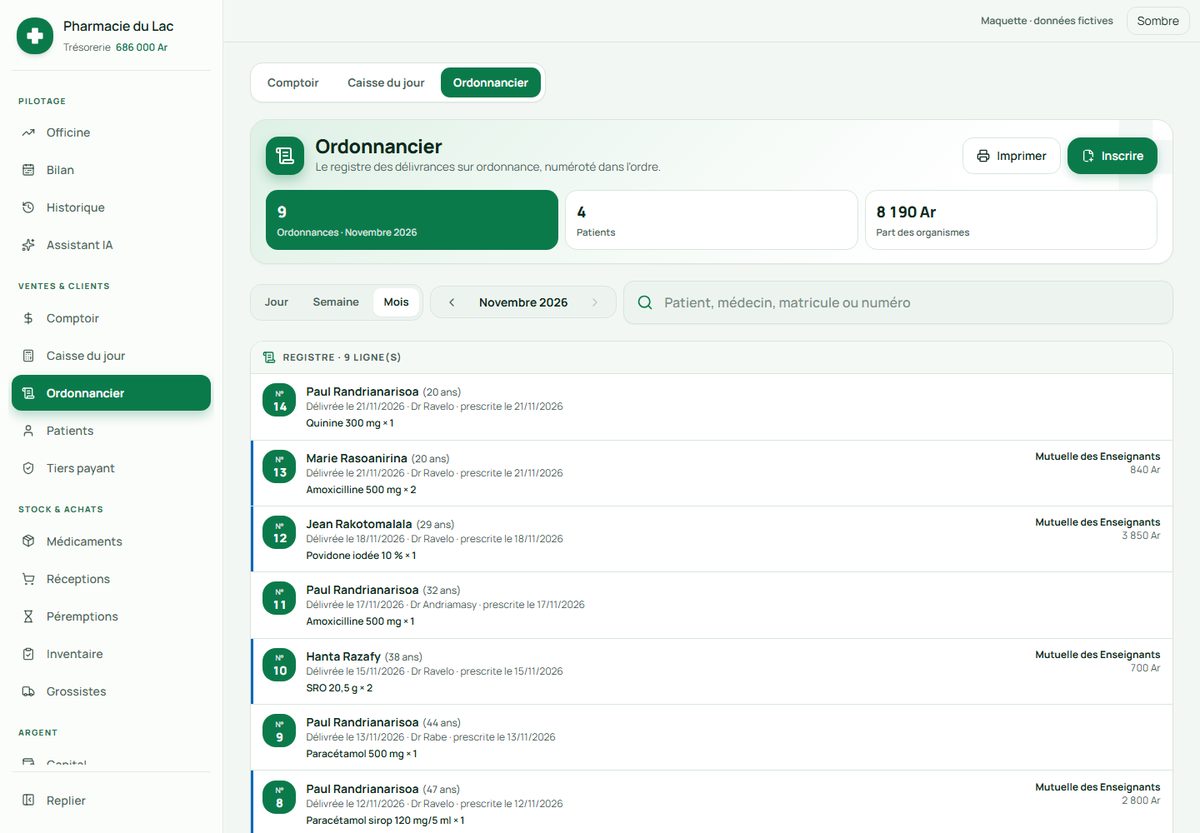 Pharmacie du Lac
Trésorerie 686 000 Ar
Maquette · données fictives
Sombre
PILOTAGE
Officine
Bilan
Historique
Assistant IA
VENTES & CLIENTS
Comptoir
Caisse du jour
Ordonnancier
Patients
Tiers payant
STOCK & ACHATS
Médicaments
Réceptions
Péremptions
Inventaire
Grossistes
ARGENT
Capital
Replier
Comptoir
Caisse du jour
Ordonnancier
Ordonnancier
Le registre des délivrances sur ordonnance, numéroté dans l'ordre.
Imprimer
Inscrire
9
Ordonnances · Novembre 2026
4
Patients
8 190 Ar
Part des organismes
Jour
Semaine
Mois
Novembre 2026
Patient, médecin, matricule ou numéro
REGISTRE · 9 LIGNE(S)
N° 14
Paul Randrianarisoa (20 ans)
Délivrée le 21/11/2026 · Dr Ravelo · prescrite le 21/11/2026
Quinine 300 mg × 1
N° 13
Marie Rasoanirina (20 ans)
Délivrée le 21/11/2026 · Dr Ravelo · prescrite le 21/11/2026
Amoxicilline 500 mg × 2
Mutuelle des Enseignants
840 Ar
N° 12
Jean Rakotomalala (29 ans)
Délivrée le 18/11/2026 · Dr Ravelo · prescrite le 18/11/2026
Povidone iodée 10 % × 1
Mutuelle des Enseignants
3 850 Ar
N° 11
Paul Randrianarisoa (32 ans)
Délivrée le 17/11/2026 · Dr Andriamasy · prescrite le 17/11/2026
Amoxicilline 500 mg × 1
N° 10
Hanta Razafy (38 ans)
Délivrée le 15/11/2026 · Dr Ravelo · prescrite le 15/11/2026
SRO 20,5 g × 2
Mutuelle des Enseignants
700 Ar
N° 9
Paul Randrianarisoa (44 ans)
Délivrée le 13/11/2026 · Dr Rabe · prescrite le 13/11/2026
Paracétamol 500 mg × 1
N° 8
Paul Randrianarisoa (47 ans)
Délivrée le 12/11/2026 · Dr Ravelo · prescrite le 12/11/2026
Paracétamol sirop 120 mg/5 ml × 1
Mutuelle des Enseignants
2 800 Ar